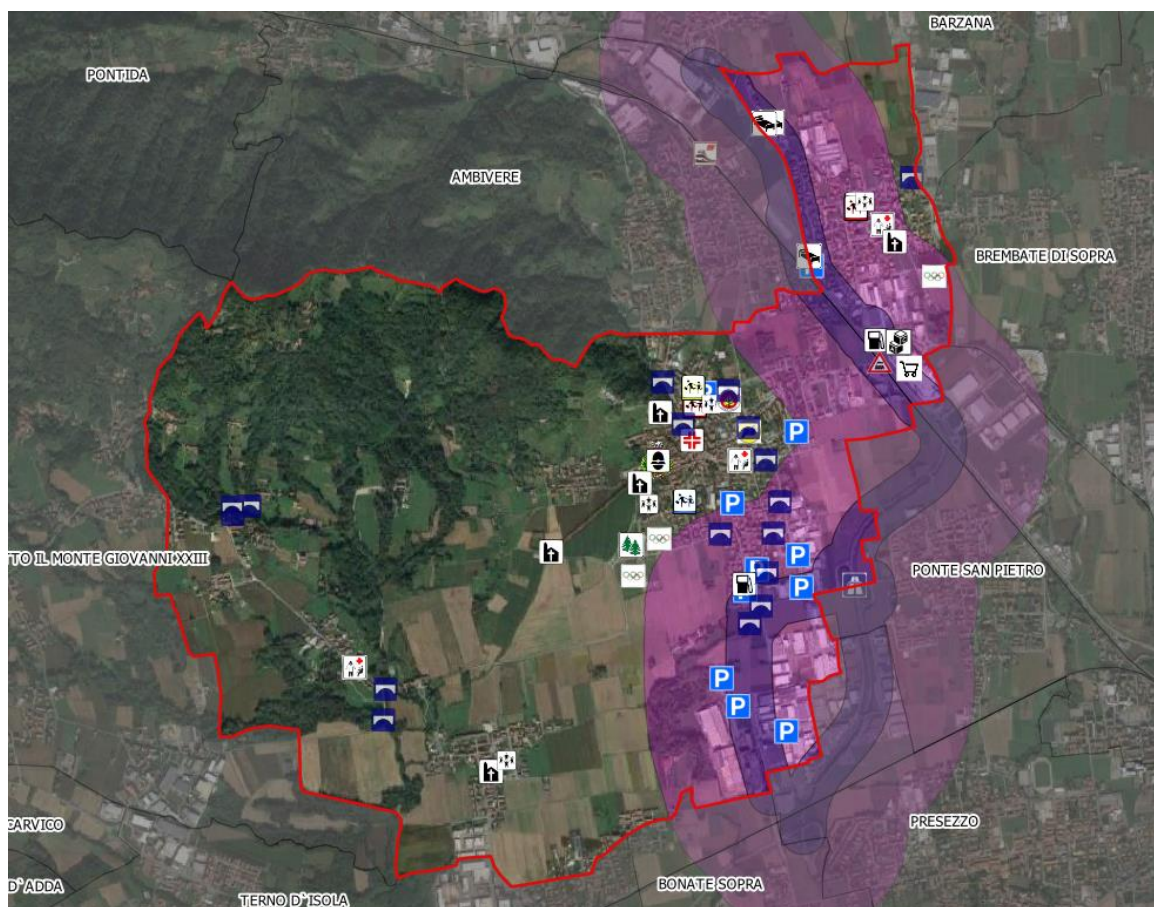 BARZANA
PONTIDA
AMBIVERE
BREMBATE DI SOPRA
P
P
P
TTO IL MONTE GIOVANNI XXIII
P
PONTE SAN PIETRO
P
P
P
P
P
CARVICO
PRESEZZO
D`ADDA
BONATE SOPRA
TERNO D`ISOLA